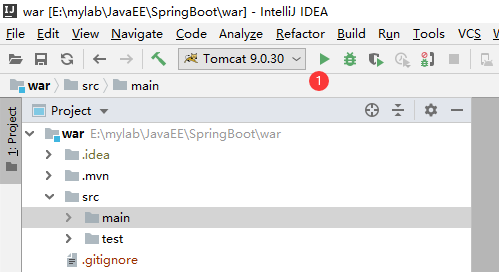 war [E:\mylab\JavaEE\SpringBoot\war] - IntelliJ IDEA
File Edit View Navigate Code Analyze Refactor Build Run Tools VCS
war src main Tomcat 9.0.30
1
1: Project
Project
war E:\mylab\JavaEE\SpringBoot\war
.idea
.mvn
src
main
test
.gitignore